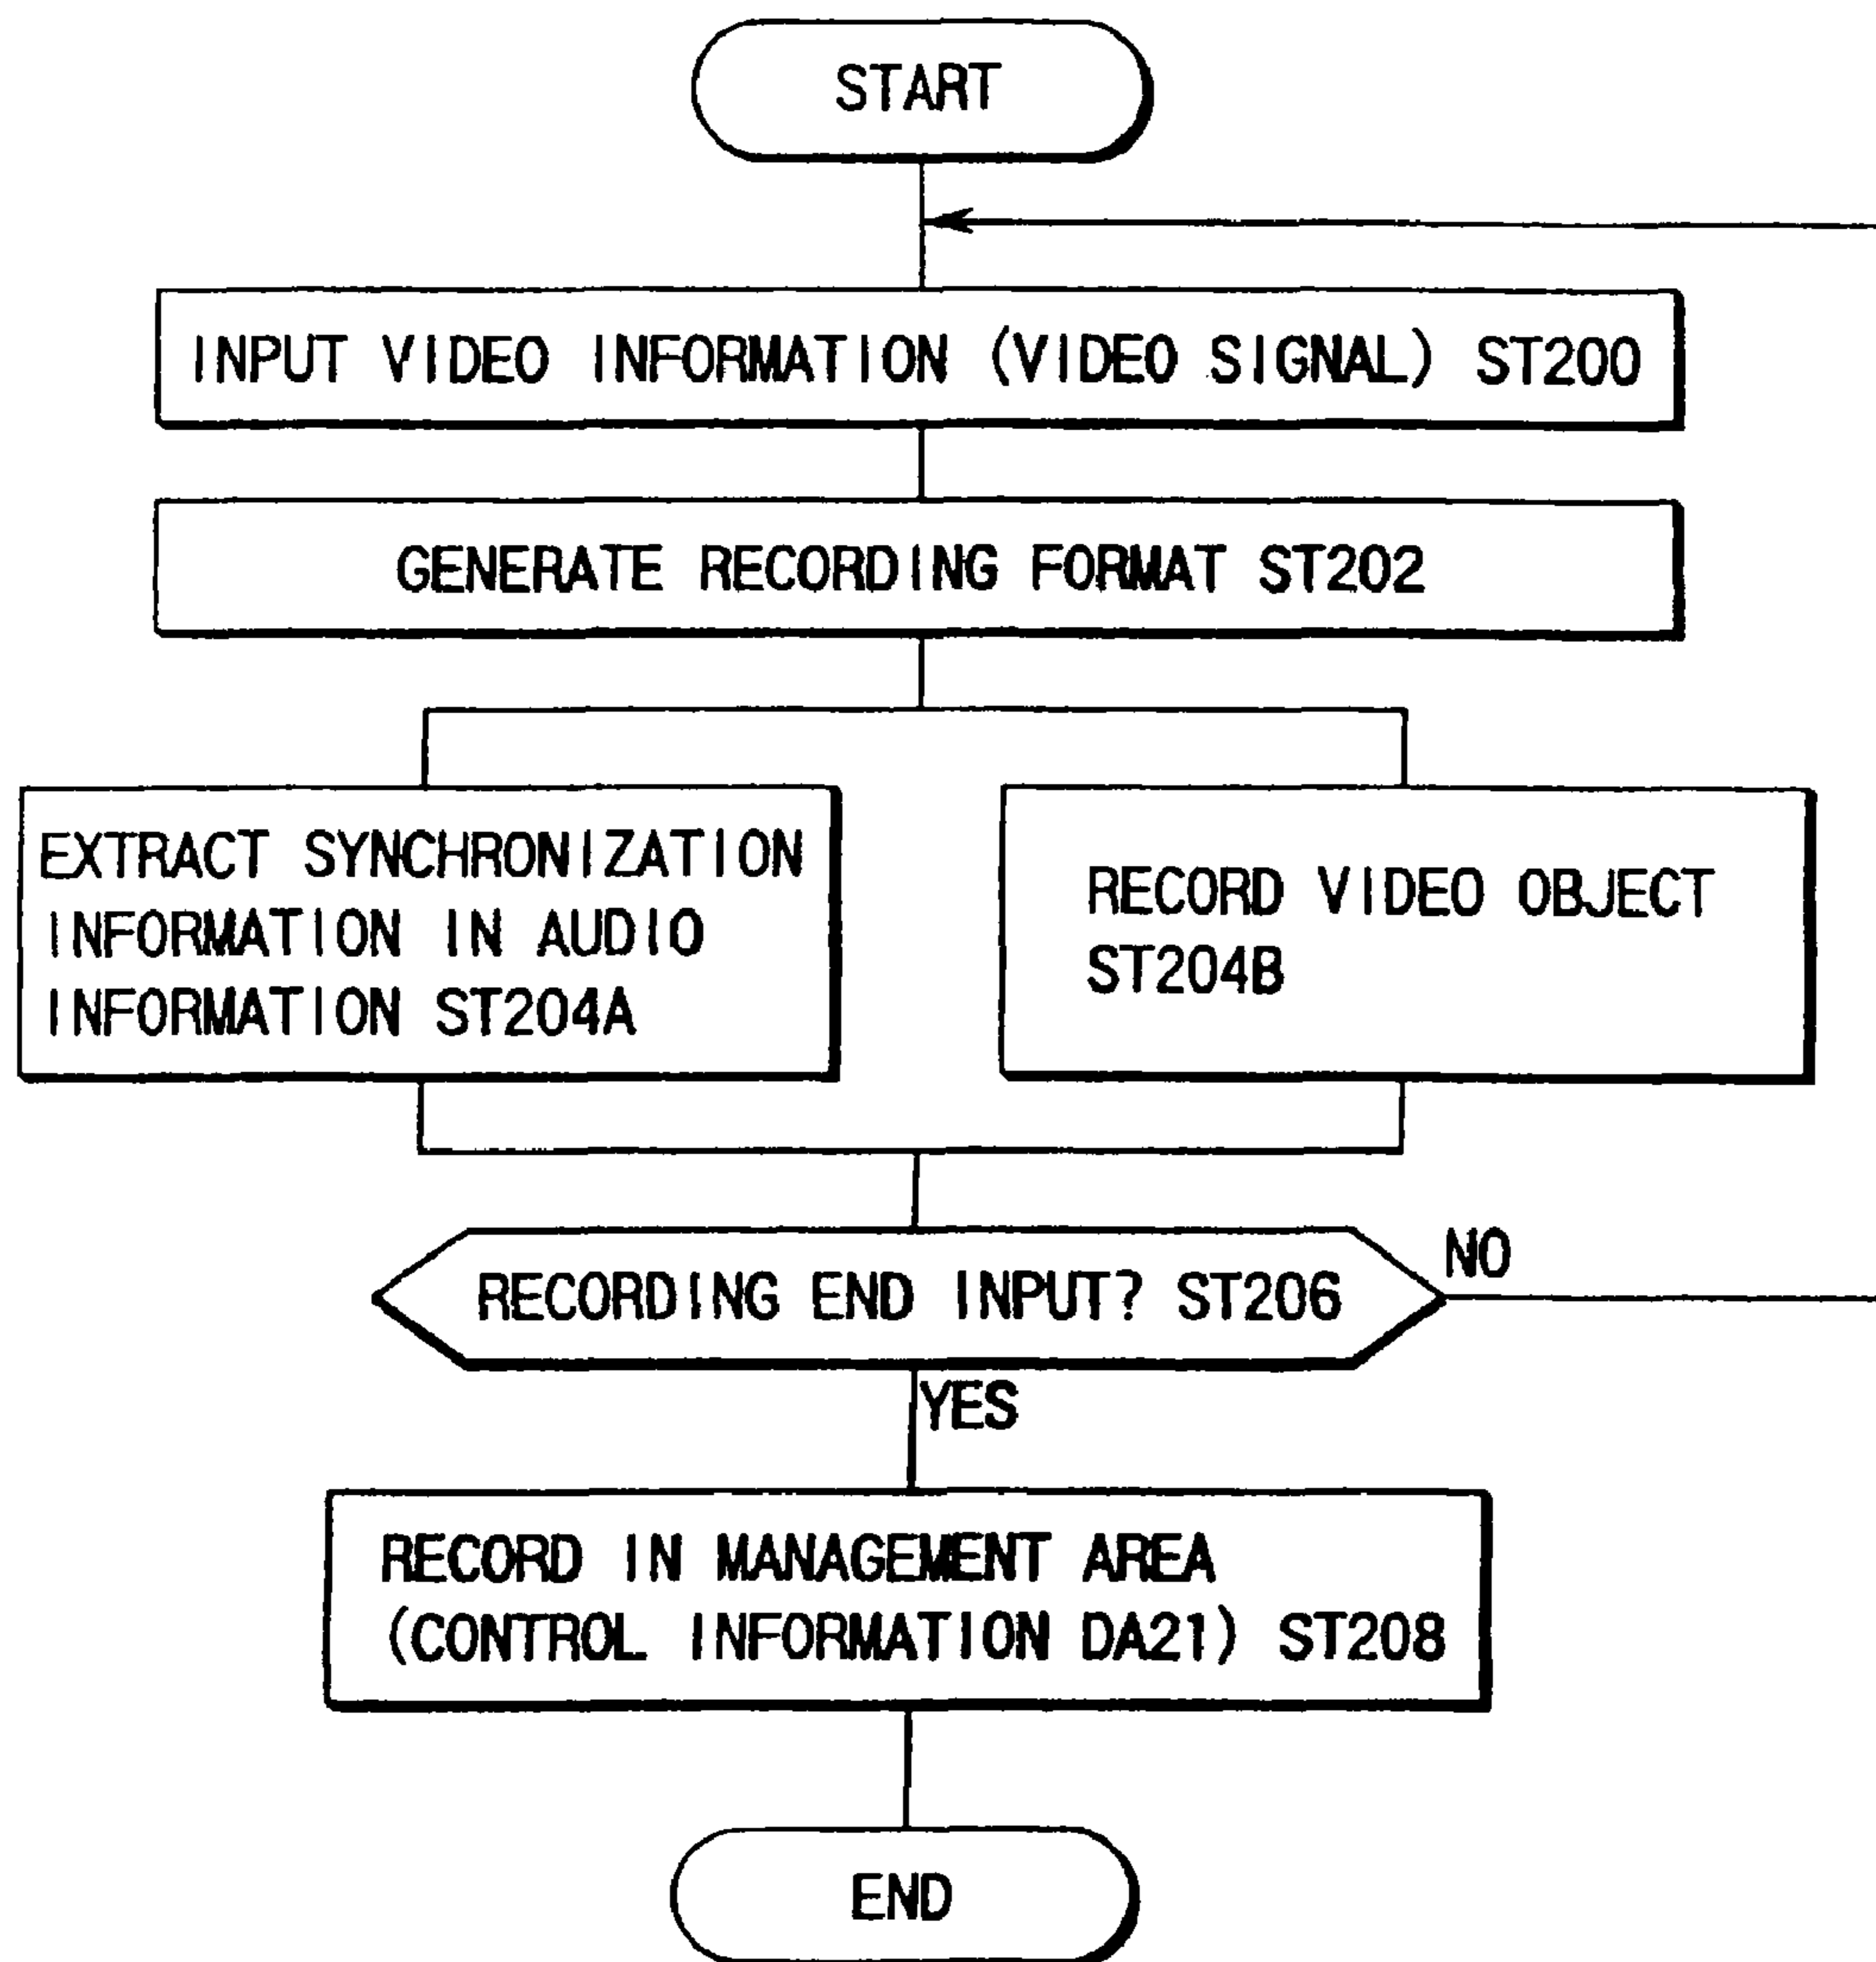 START
INPUT VIDEO INFORMATION (VIDEO SIGNAL) ST200
GENERATE RECORDING FORMAT ST202
EXTRACT SYNCHRONIZATION
INFORMATION IN AUDIO
INFORMATION ST204A
RECORD VIDEO OBJECT
ST204B
RECORDING END INPUT? ST206
NO
YES
RECORD IN MANAGEMENT AREA
(CONTROL INFORMATION DA21) ST208
END